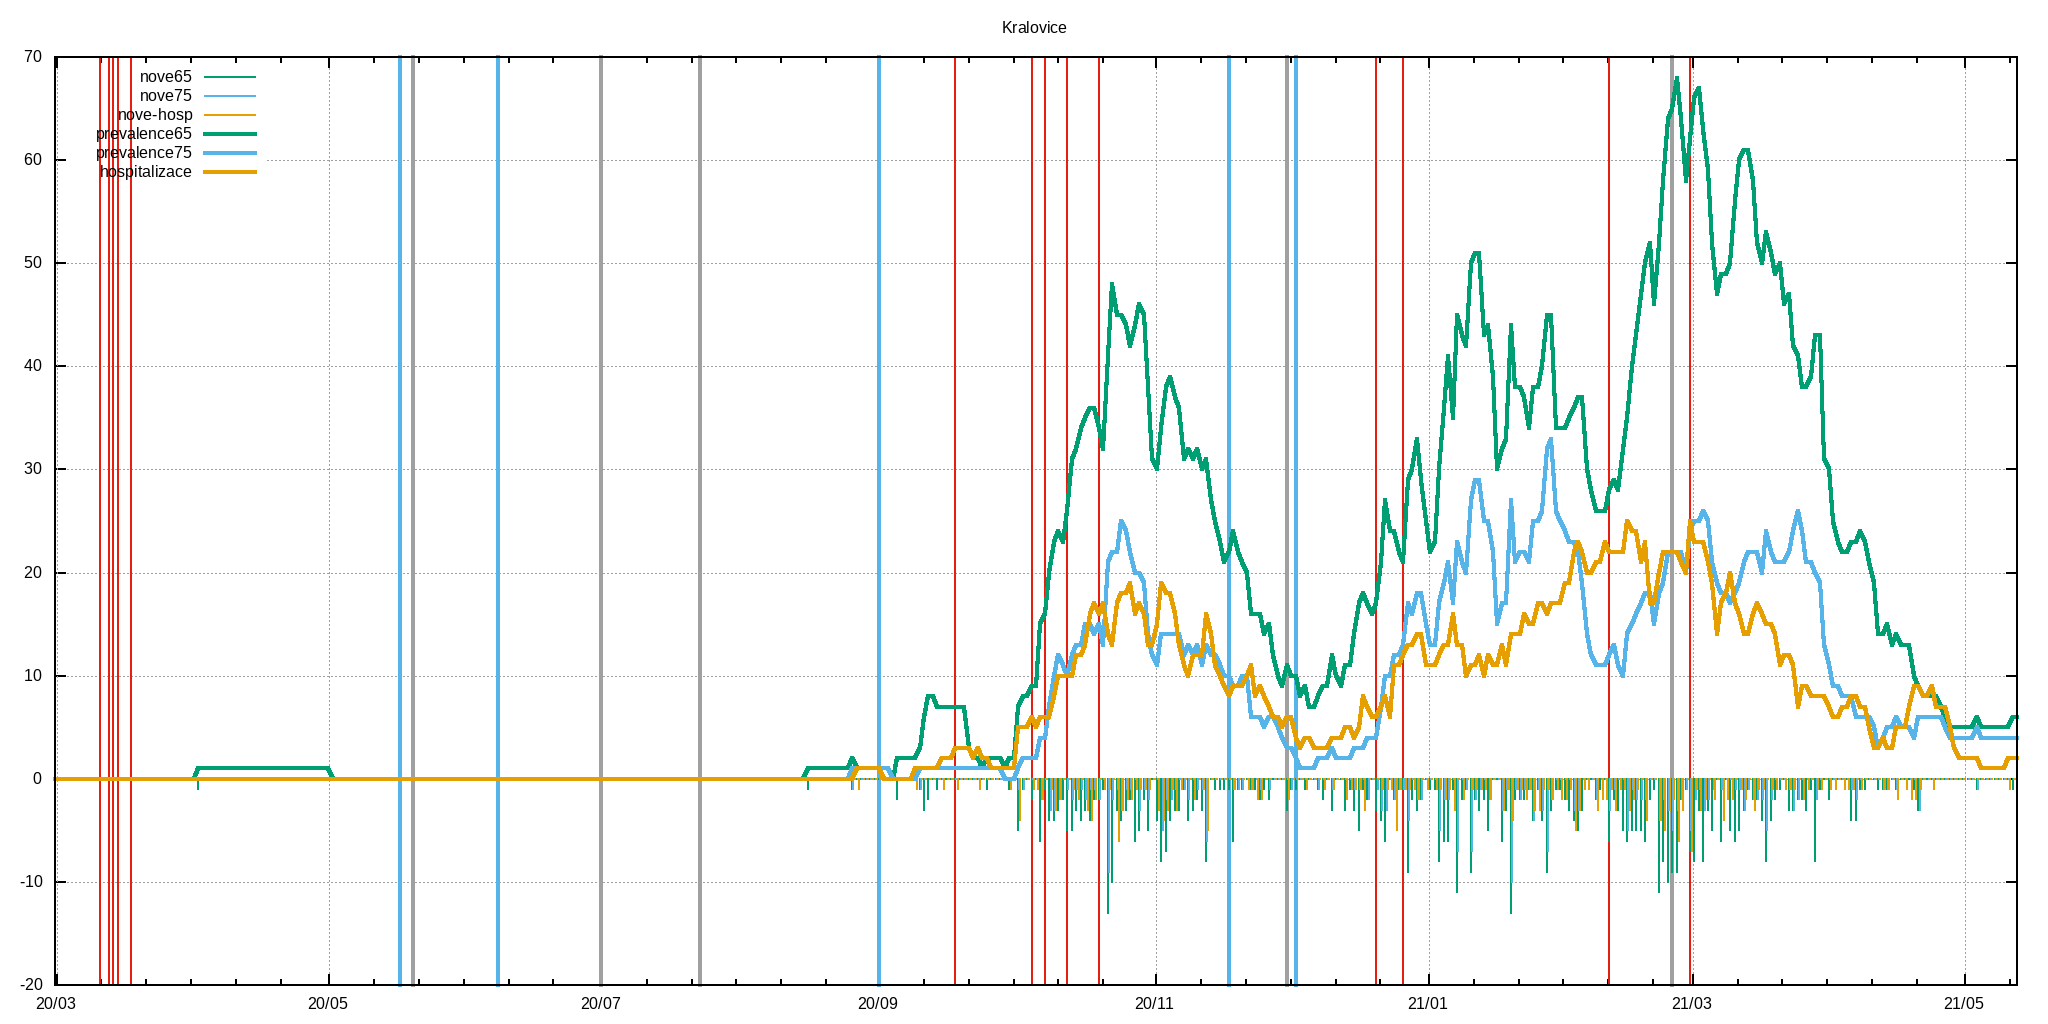 Kralovice
70
60
50
40
30
20
10
0
-10
-20
nove65
nove75
nove-hosp
prevalence65
prevalence75
hospitalizace
20/03 20/05 20/07 20/09 20/11 21/01 21/03 21/05